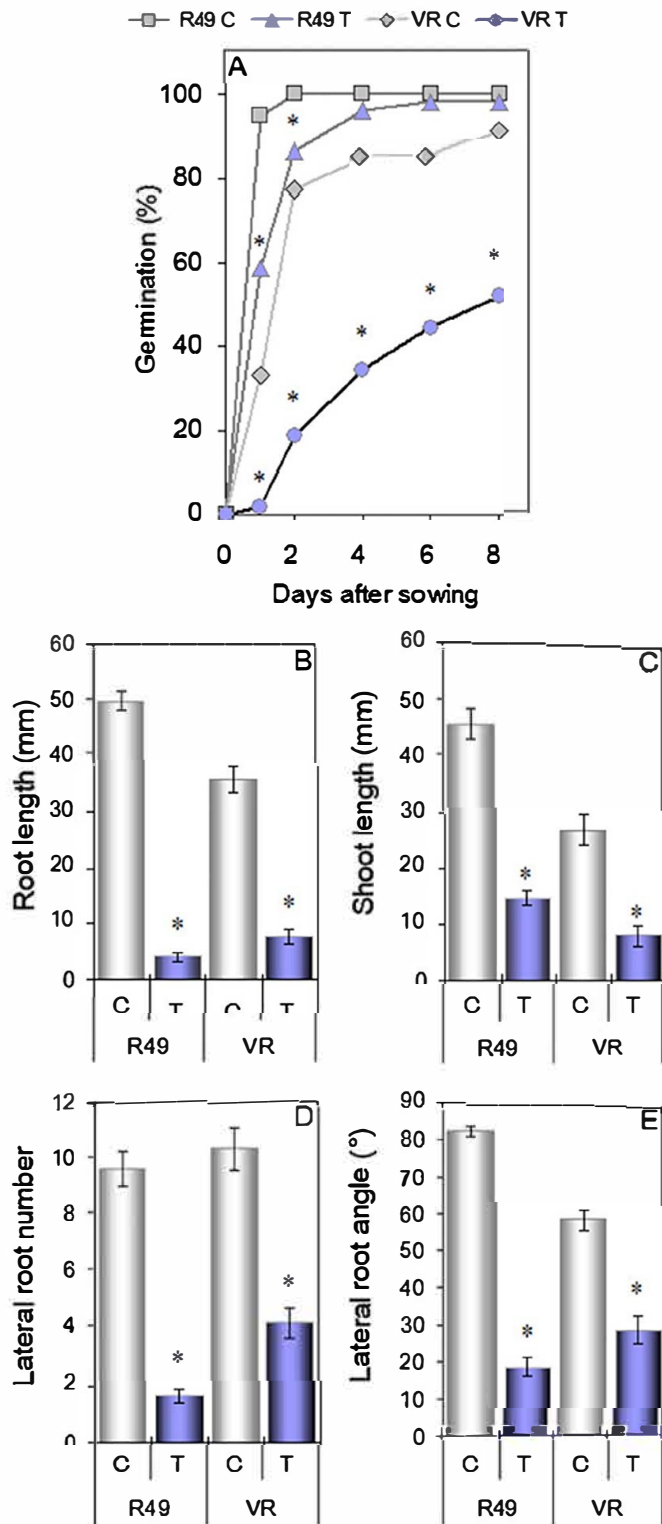 R49 C R49 T VR C VR T
A
100
80
60
40
20
0
* * * * * * *
Germination (%)
0 2 4 6 8
Days after sowing
B
60
50
40
30
20
10
0
* *
Root length (mm)
C T C T
R49 VR
C
60
50
40
30
20
10
0
* *
Shoot length (mm)
C T C T
R49 VR
D
12
10
8
6
4
2
0
* *
Lateral root number
C T C T
R49 VR
E
90
80
70
60
50
40
30
20
10
0
* *
Lateral root angle (°)
C T C T
R49 VR